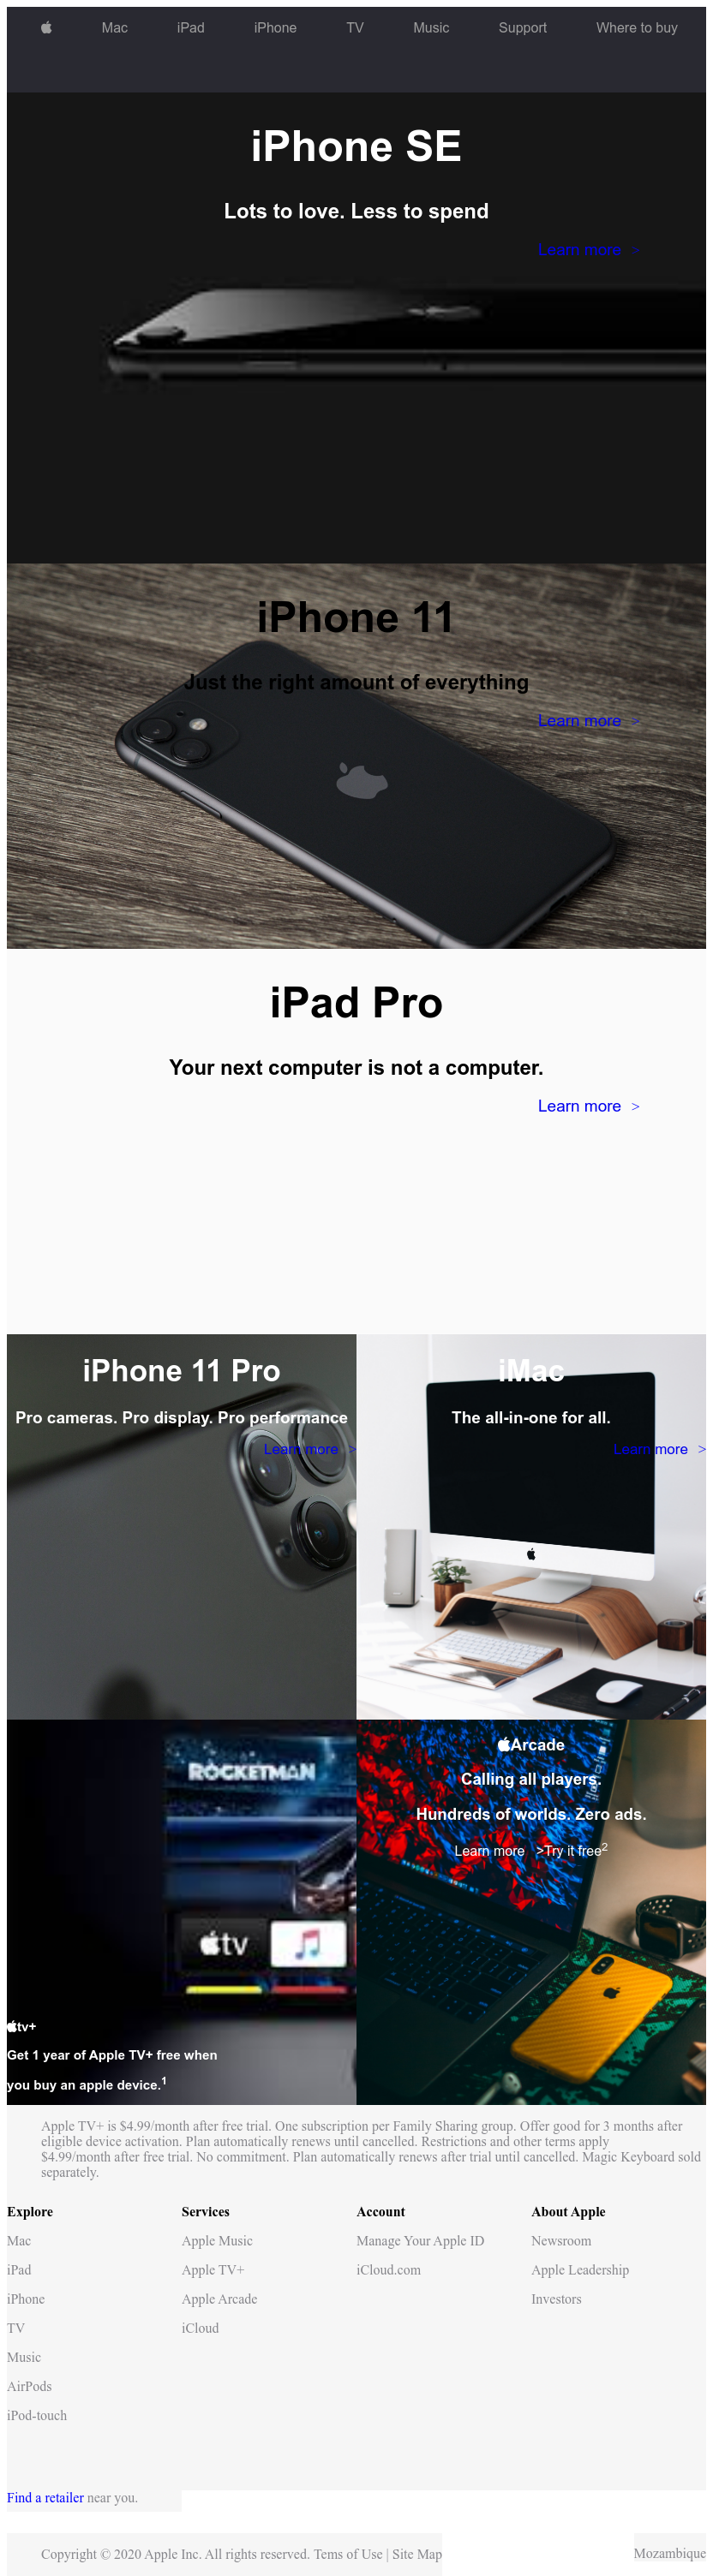 Mac iPad iPhone TV Music Support Where to buy
iPhone SE
Lots to love. Less to spend
Learn more >
iPhone 11
Just the right amount of everything
Learn more >
iPad Pro
Your next computer is not a computer.
Learn more >
iPhone 11 Pro
Pro cameras. Pro display. Pro performance
Learn more >
iMac
The all-in-one for all.
Learn more >
ROCKETMAN
tv
tv+
Get 1 year of Apple TV+ free when
you buy an apple device.1
Arcade
Calling all players.
Hundreds of worlds. Zero ads.
Learn more >Try it free2
Apple TV+ is $4.99/month after free trial. One subscription per Family Sharing group. Offer good for 3 months after
eligible device activation. Plan automatically renews until cancelled. Restrictions and other terms apply
$4.99/month after free trial. No commitment. Plan automatically renews after trial until cancelled. Magic Keyboard sold
separately.
Explore
Mac
iPad
iPhone
TV
Music
AirPods
iPod-touch
Services
Apple Music
Apple TV+
Apple Arcade
iCloud
Account
Manage Your Apple ID
iCloud.com
About Apple
Newsroom
Apple Leadership
Investors
Find a retailer near you.
Copyright © 2020 Apple Inc. All rights reserved. Tems of Use | Site Map
Mozambique